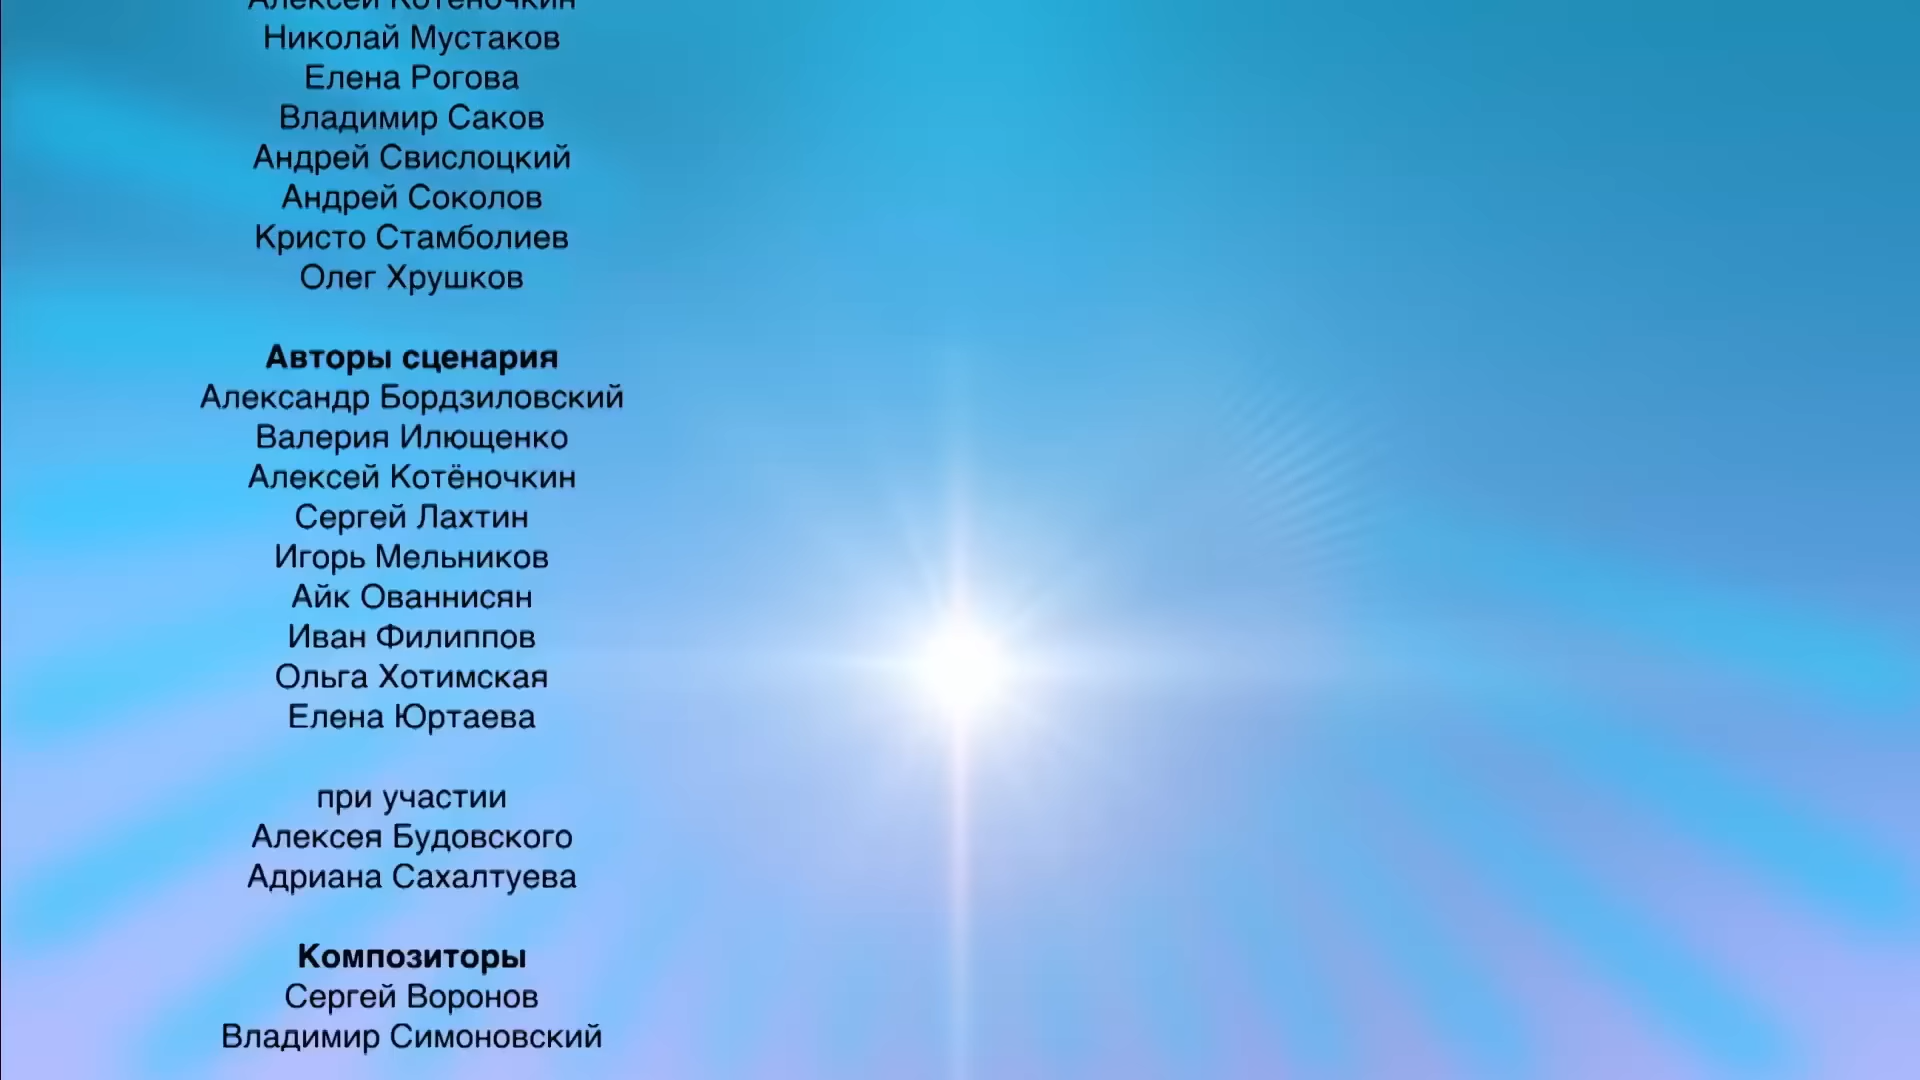 Алексей Котёночкин
Николай Мустаков
Елена Рогова
Владимир Саков
Андрей Свислоцкий
Андрей Соколов
Кристо Стамболиев
Олег Хрушков
Авторы сценария
Александр Бордзиловский
Валерия Илющенко
Алексей Котёночкин
Сергей Лахтин
Игорь Мельников
Айк Ованнисян
Иван Филиппов
Ольга Хотимская
Елена Юртаева
при участии
Алексея Будовского
Адриана Сахалтуева
Композиторы
Сергей Воронов
Владимир Симоновский